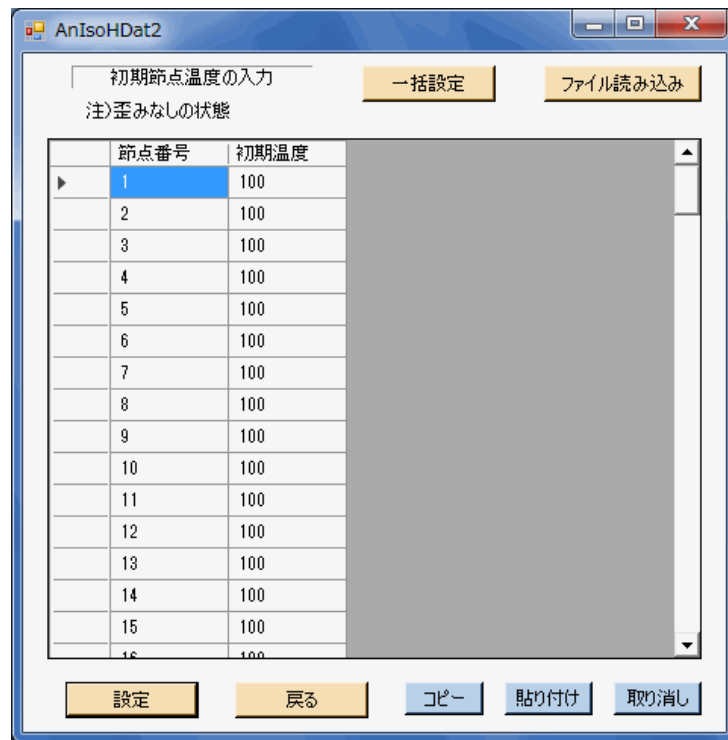 AnIsoHDat2
初期節点温度の入力
一括設定
ファイル読み込み
注)歪みなしの状態
節点番号 初期温度
1 100
2 100
3 100
4 100
5 100
6 100
7 100
8 100
9 100
10 100
11 100
12 100
13 100
14 100
15 100
16 100
設定
戻る
コピー
貼り付け
取り消し